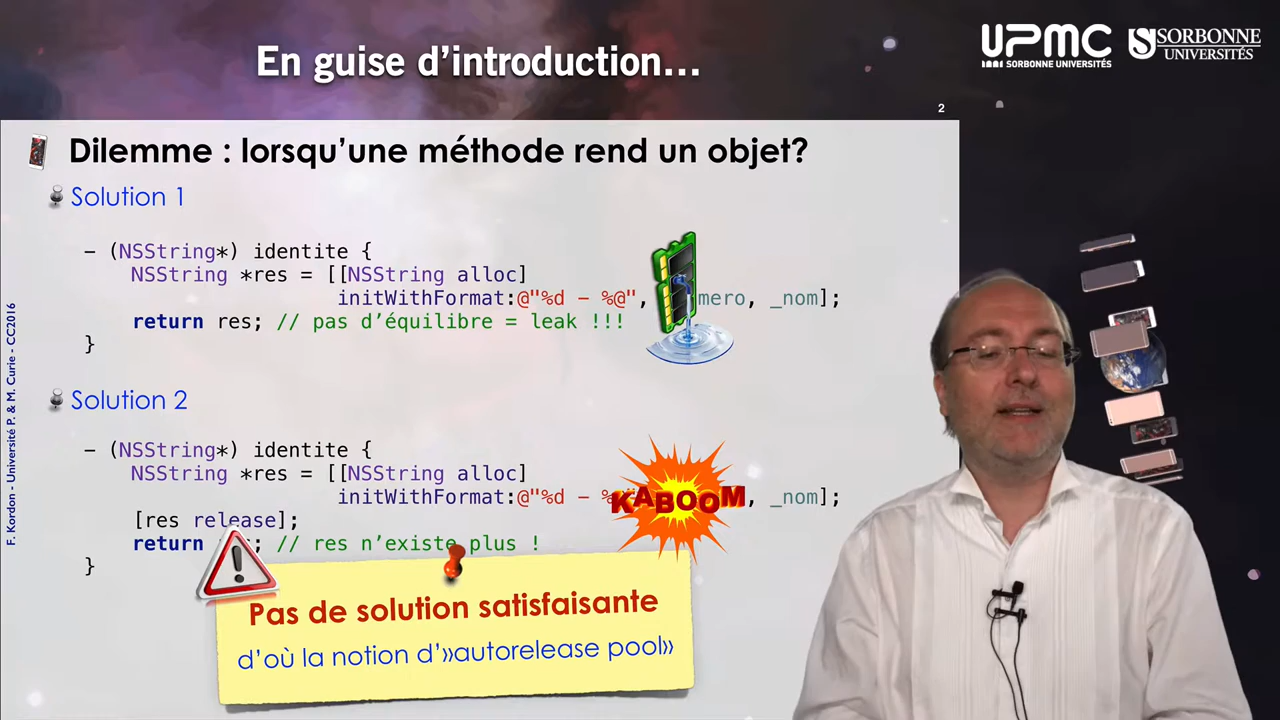 En guise d'introduction…
UPMC
SORBONNE UNIVERSITÉS
SORBONNE
UNIVERSITÉS
2
Dilemme : lorsqu'une méthode rend un objet?
Solution 1
– (NSString*) identite {
NSString *res = [[NSString alloc]
initWithFormat:@"%d – %@", mero, _nom];
return res; // pas d'équilibre = leak !!!
}
Solution 2
– (NSString*) identite {
NSString *res = [[NSString alloc]
initWithFormat:@"%d – %, _nom];
KABOOM
[res release];
return ; // res n'existe plus !
}
Pas de solution satisfaisante
d'où la notion d'»autorelease pool»
F. Kordon - Université P. & M. Curie - CC2016